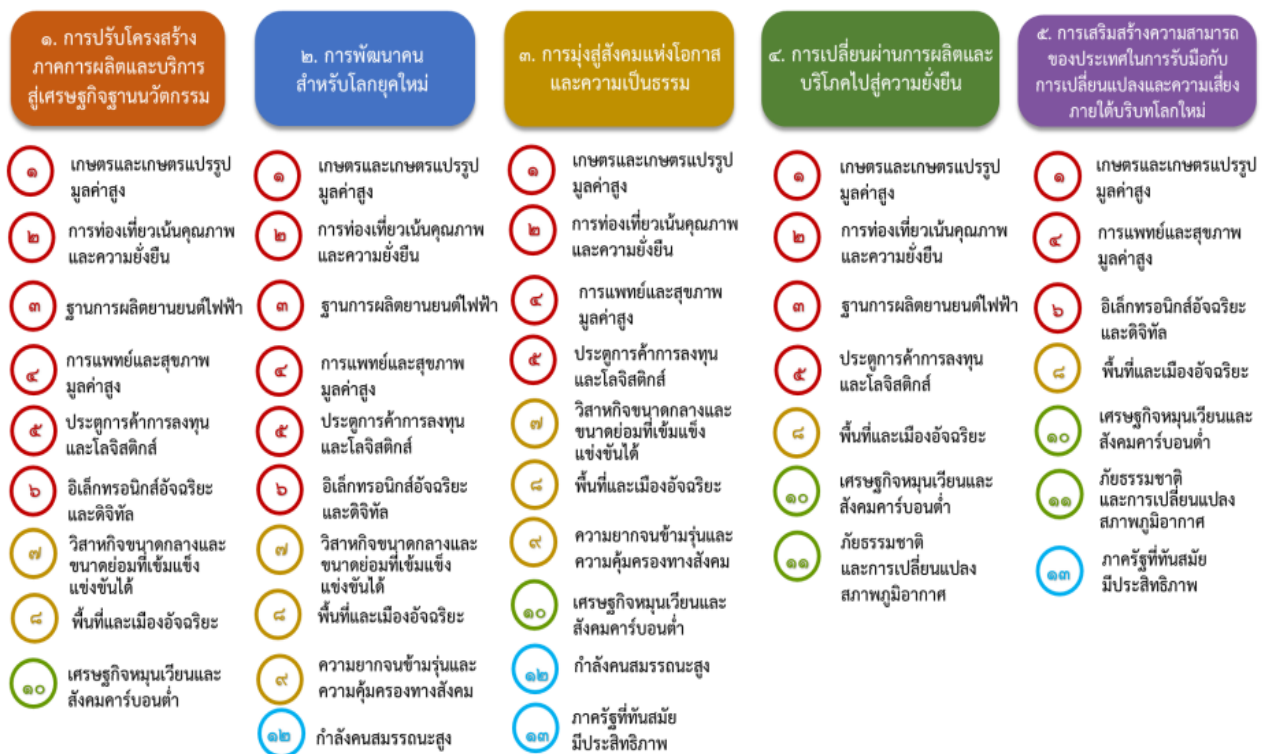 ๑. การปรับโครงสร้าง
ภาคการผลิตและบริการ
สู่เศรษฐกิจฐานนวัตกรรม
๑
เกษตรและเกษตรแปรรูป
มูลค่าสูง
๒
การท่องเที่ยวเน้นคุณภาพ
และความยั่งยืน
๓
ฐานการผลิตยานยนต์ไฟฟ้า
๔
การแพทย์และสุขภาพ
มูลค่าสูง
๕
ประตูการค้าการลงทุน
และโลจิสติกส์
๖
อิเล็กทรอนิกส์อัจฉริยะ
และดิจิทัล
๗
วิสาหกิจขนาดกลางและ
ขนาดย่อมที่เข้มแข็ง
แข่งขันได้
๘
พื้นที่และเมืองอัจฉริยะ
๑๐
เศรษฐกิจหมุนเวียนและ
สังคมคาร์บอนต่ำ
๒. การพัฒนาคน
สำหรับโลกยุคใหม่
๑
เกษตรและเกษตรแปรรูป
มูลค่าสูง
๒
การท่องเที่ยวเน้นคุณภาพ
และความยั่งยืน
๓
ฐานการผลิตยานยนต์ไฟฟ้า
๔
การแพทย์และสุขภาพ
มูลค่าสูง
๕
ประตูการค้าการลงทุน
และโลจิสติกส์
๖
อิเล็กทรอนิกส์อัจฉริยะ
และดิจิทัล
๗
วิสาหกิจขนาดกลางและ
ขนาดย่อมที่เข้มแข็ง
แข่งขันได้
๘
พื้นที่และเมืองอัจฉริยะ
๙
ความยากจนข้ามรุ่นและ
ความคุ้มครองทางสังคม
๑๒
กำลังคนสมรรถนะสูง
๓. การมุ่งสู่สังคมแห่งโอกาส
และความเป็นธรรม
๑
เกษตรและเกษตรแปรรูป
มูลค่าสูง
๒
การท่องเที่ยวเน้นคุณภาพ
และความยั่งยืน
๔
การแพทย์และสุขภาพ
มูลค่าสูง
๕
ประตูการค้าการลงทุน
และโลจิสติกส์
๗
วิสาหกิจขนาดกลางและ
ขนาดย่อมที่เข้มแข็ง
แข่งขันได้
๘
พื้นที่และเมืองอัจฉริยะ
๙
ความยากจนข้ามรุ่นและ
ความคุ้มครองทางสังคม
๑๐
เศรษฐกิจหมุนเวียนและ
สังคมคาร์บอนต่ำ
๑๒
กำลังคนสมรรถนะสูง
๑๓
ภาครัฐที่ทันสมัย
มีประสิทธิภาพ
๔. การเปลี่ยนผ่านการผลิตและ
บริโภคไปสู่ความยั่งยืน
๑
เกษตรและเกษตรแปรรูป
มูลค่าสูง
๒
การท่องเที่ยวเน้นคุณภาพ
และความยั่งยืน
๓
ฐานการผลิตยานยนต์ไฟฟ้า
๕
ประตูการค้าการลงทุน
และโลจิสติกส์
๘
พื้นที่และเมืองอัจฉริยะ
๑๐
เศรษฐกิจหมุนเวียนและ
สังคมคาร์บอนต่ำ
๑๑
ภัยธรรมชาติ
และการเปลี่ยนแปลง
สภาพภูมิอากาศ
๕. การเสริมสร้างความสามารถ
ของประเทศในการรับมือกับ
การเปลี่ยนแปลงและความเสี่ยง
ภายใต้บริบทโลกใหม่
๑
เกษตรและเกษตรแปรรูป
มูลค่าสูง
๔
การแพทย์และสุขภาพ
มูลค่าสูง
๖
อิเล็กทรอนิกส์อัจฉริยะ
และดิจิทัล
๘
พื้นที่และเมืองอัจฉริยะ
๑๐
เศรษฐกิจหมุนเวียนและ
สังคมคาร์บอนต่ำ
๑๑
ภัยธรรมชาติ
และการเปลี่ยนแปลง
สภาพภูมิอากาศ
๑๓
ภาครัฐที่ทันสมัย
มีประสิทธิภาพ